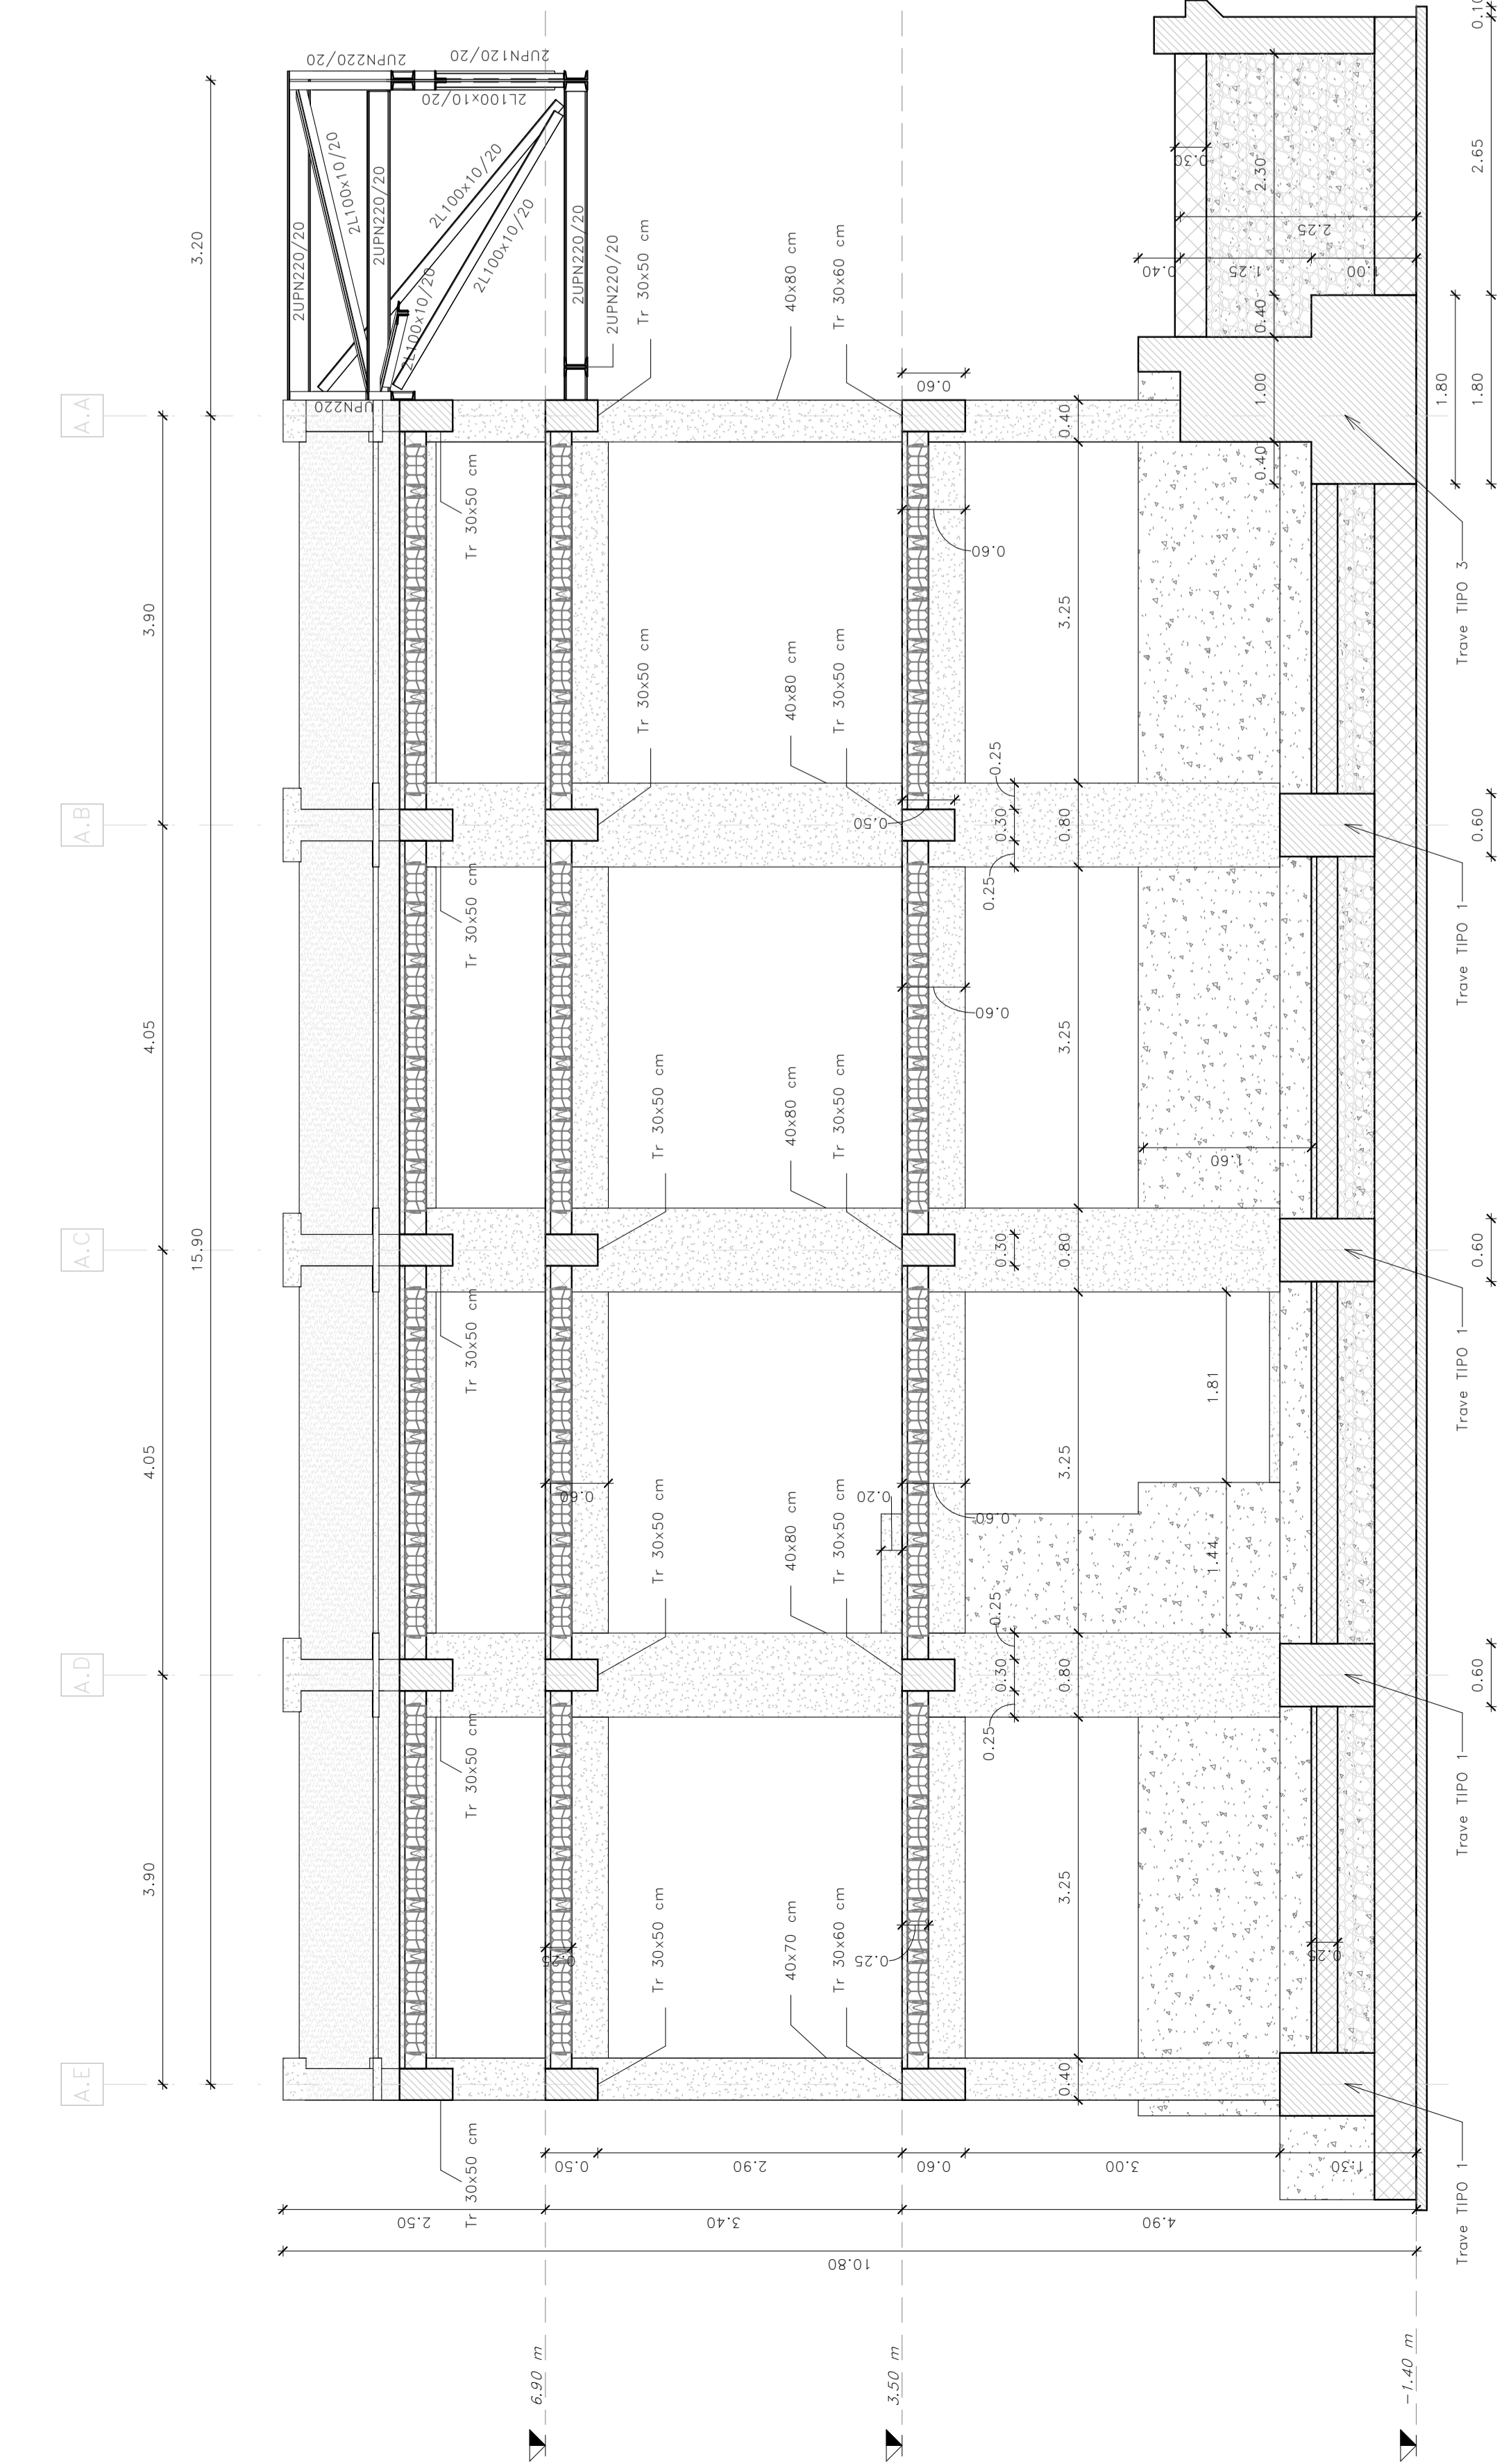 A.E
A.D
A.C
A.B
A.A
3.90
4.05
4.05
3.90
15.90
3.20
2UPN220/20
2L100x10/20
UPN220
2UPN220/20
2UPN220/20
2L100x10/20
2L100x10/20
2L100x10/20
2L100x10/20
2UPN120/20
2UPN220/20
2UPN220/20
Tr 30x50 cm
Tr 30x50 cm
Tr 30x50 cm
Tr 30x50 cm
Tr 30x50 cm
2.50
10.80
6.90 m
0.50
0.25
0.60
Tr 30x50 cm
Tr 30x50 cm
Tr 30x50 cm
Tr 30x50 cm
Tr 30x50 cm
3.40
2.90
40x70 cm
40x80 cm
40x80 cm
40x80 cm
40x80 cm
Tr 30x60 cm
Tr 30x50 cm
Tr 30x50 cm
Tr 30x50 cm
Tr 30x60 cm
3.50 m
0.60
0.25
0.20
0.50
0.60
0.60
0.60
0.60
0.25
0.30
0.25
0.30
0.25
0.30
0.25
0.40
3.25
0.80
3.25
0.80
3.25
0.80
3.25
0.40
4.90
3.00
1.44
1.81
1.60
0.40
1.25
1.00
0.30
2.25
0.40
1.00
0.40
2.30
1.30
0.25
-1.40 m
1.80
Trave TIPO 1
Trave TIPO 1
Trave TIPO 1
Trave TIPO 1
Trave TIPO 3
0.60
0.60
0.60
1.80
2.65
0.10